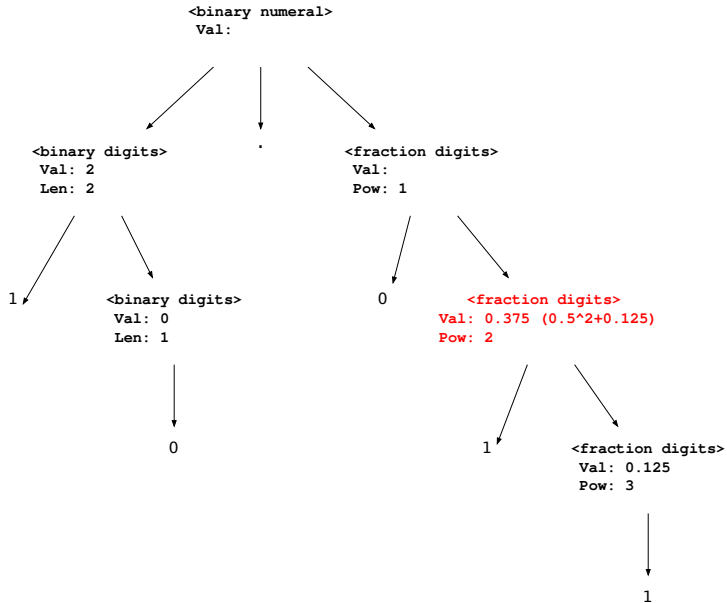 <binary numeral>
Val:
<binary digits>
Val: 2
Len: 2
.
<fraction digits>
Val:
Pow: 1
1
<binary digits>
Val: 0
Len: 1
0
<fraction digits>
Val: 0.375 (0.5^2+0.125)
Pow: 2
0
1
<fraction digits>
Val: 0.125
Pow: 3
1